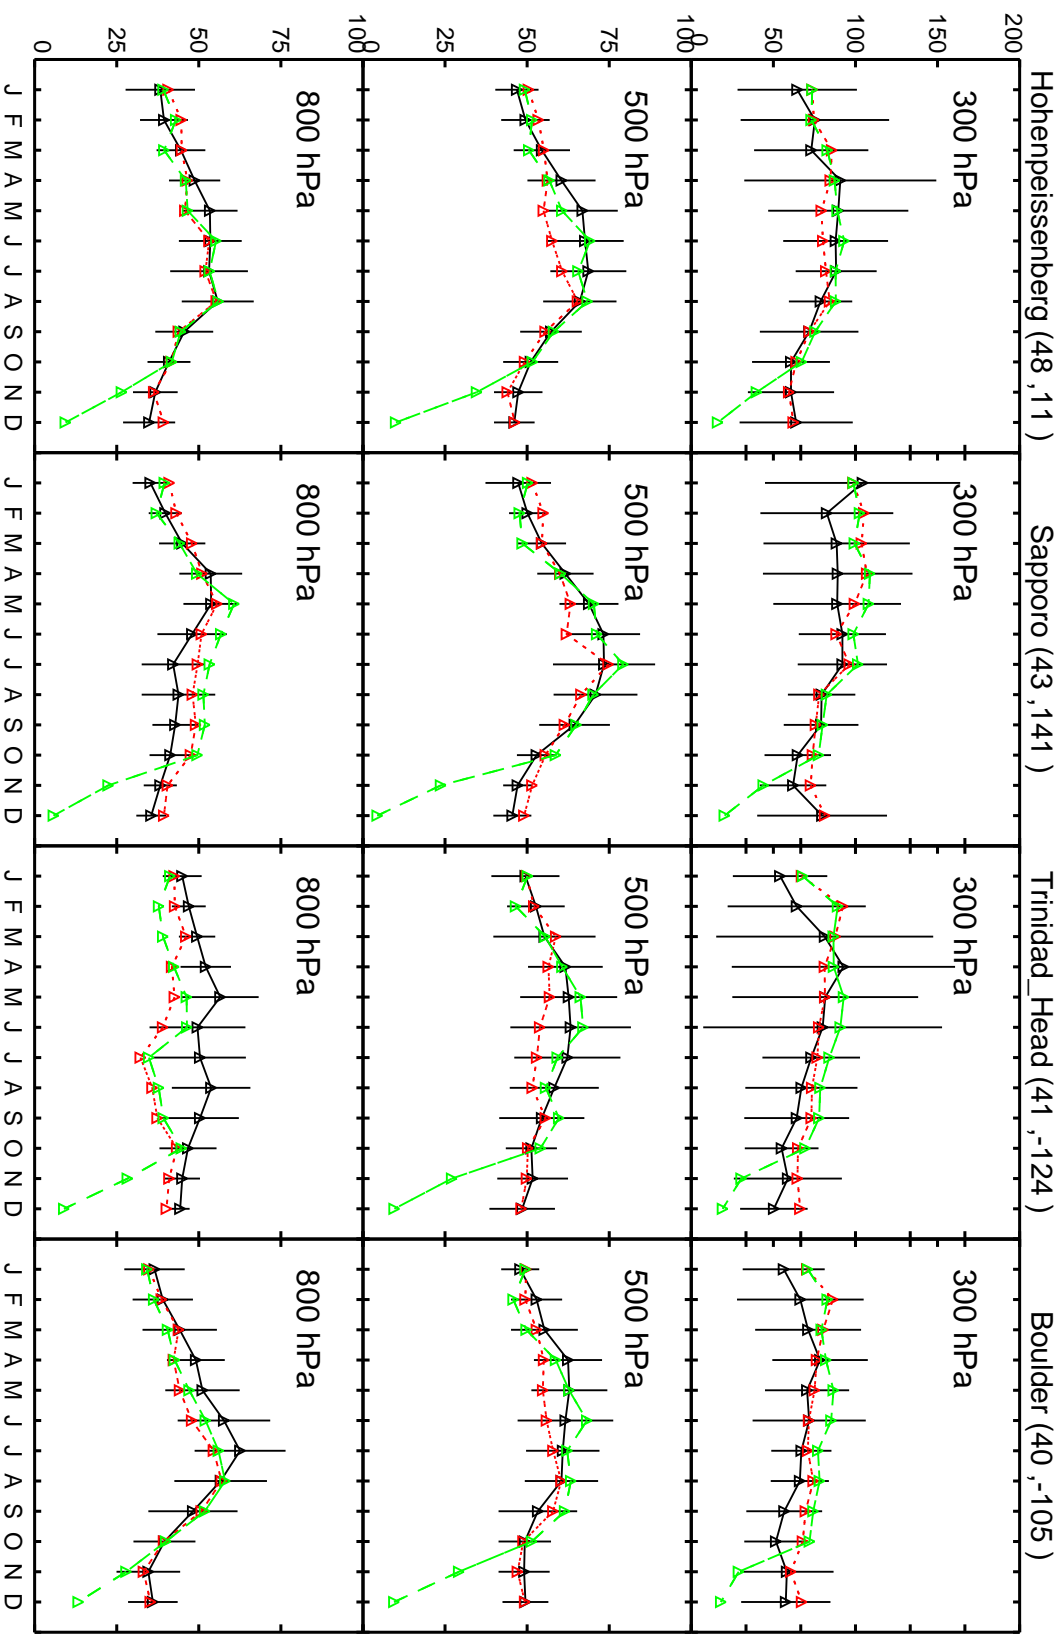 Hohenpeissenberg (48 ,11 )
Sapporo (43 ,141)
Trinidad_Head (41 ,-124 )
Boulder (40 ,-105 )
200
150
100
50
0
300 hPa
300 hPa
300 hPa
300 hPa
100
75
50
25
0
500 hPa
500 hPa
500 hPa
500 hPa
100
75
50
25
0
800 hPa
800 hPa
800 hPa
800 hPa
J F M A M J J A S O N D
J F M A M J J A S O N D
J F M A M J J A S O N D
J F M A M J J A S O N D